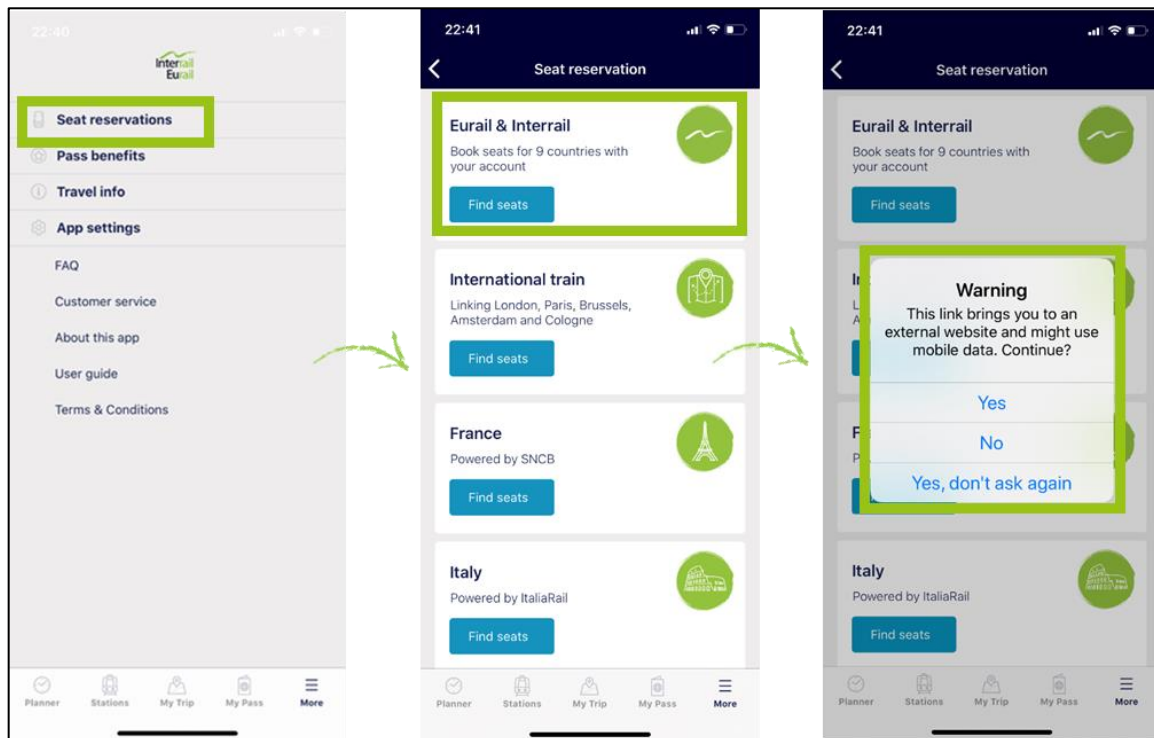 22:40
Interrail
Eurail
Seat reservations
Pass benefits
Travel info
App settings
FAQ
Customer service
About this app
User guide
Terms & Conditions
Planner
Stations
My Trip
My Pass
More
22:41
Seat reservation
Eurail & Interrail
Book seats for 9 countries with
your account
Find seats
International train
Linking London, Paris, Brussels,
Amsterdam and Cologne
Find seats
France
Powered by SNCB
Find seats
Italy
Powered by ItaliaRail
Find seats
Planner
Stations
My Trip
My Pass
More
22:41
Seat reservation
Eurail & Interrail
Book seats for 9 countries with
your account
Find seats
Warning
This link brings you to an
external website and might use
mobile data. Continue?
Yes
No
Yes, don't ask again
Italy
Powered by ItaliaRail
Find seats
Planner
Stations
My Trip
My Pass
More